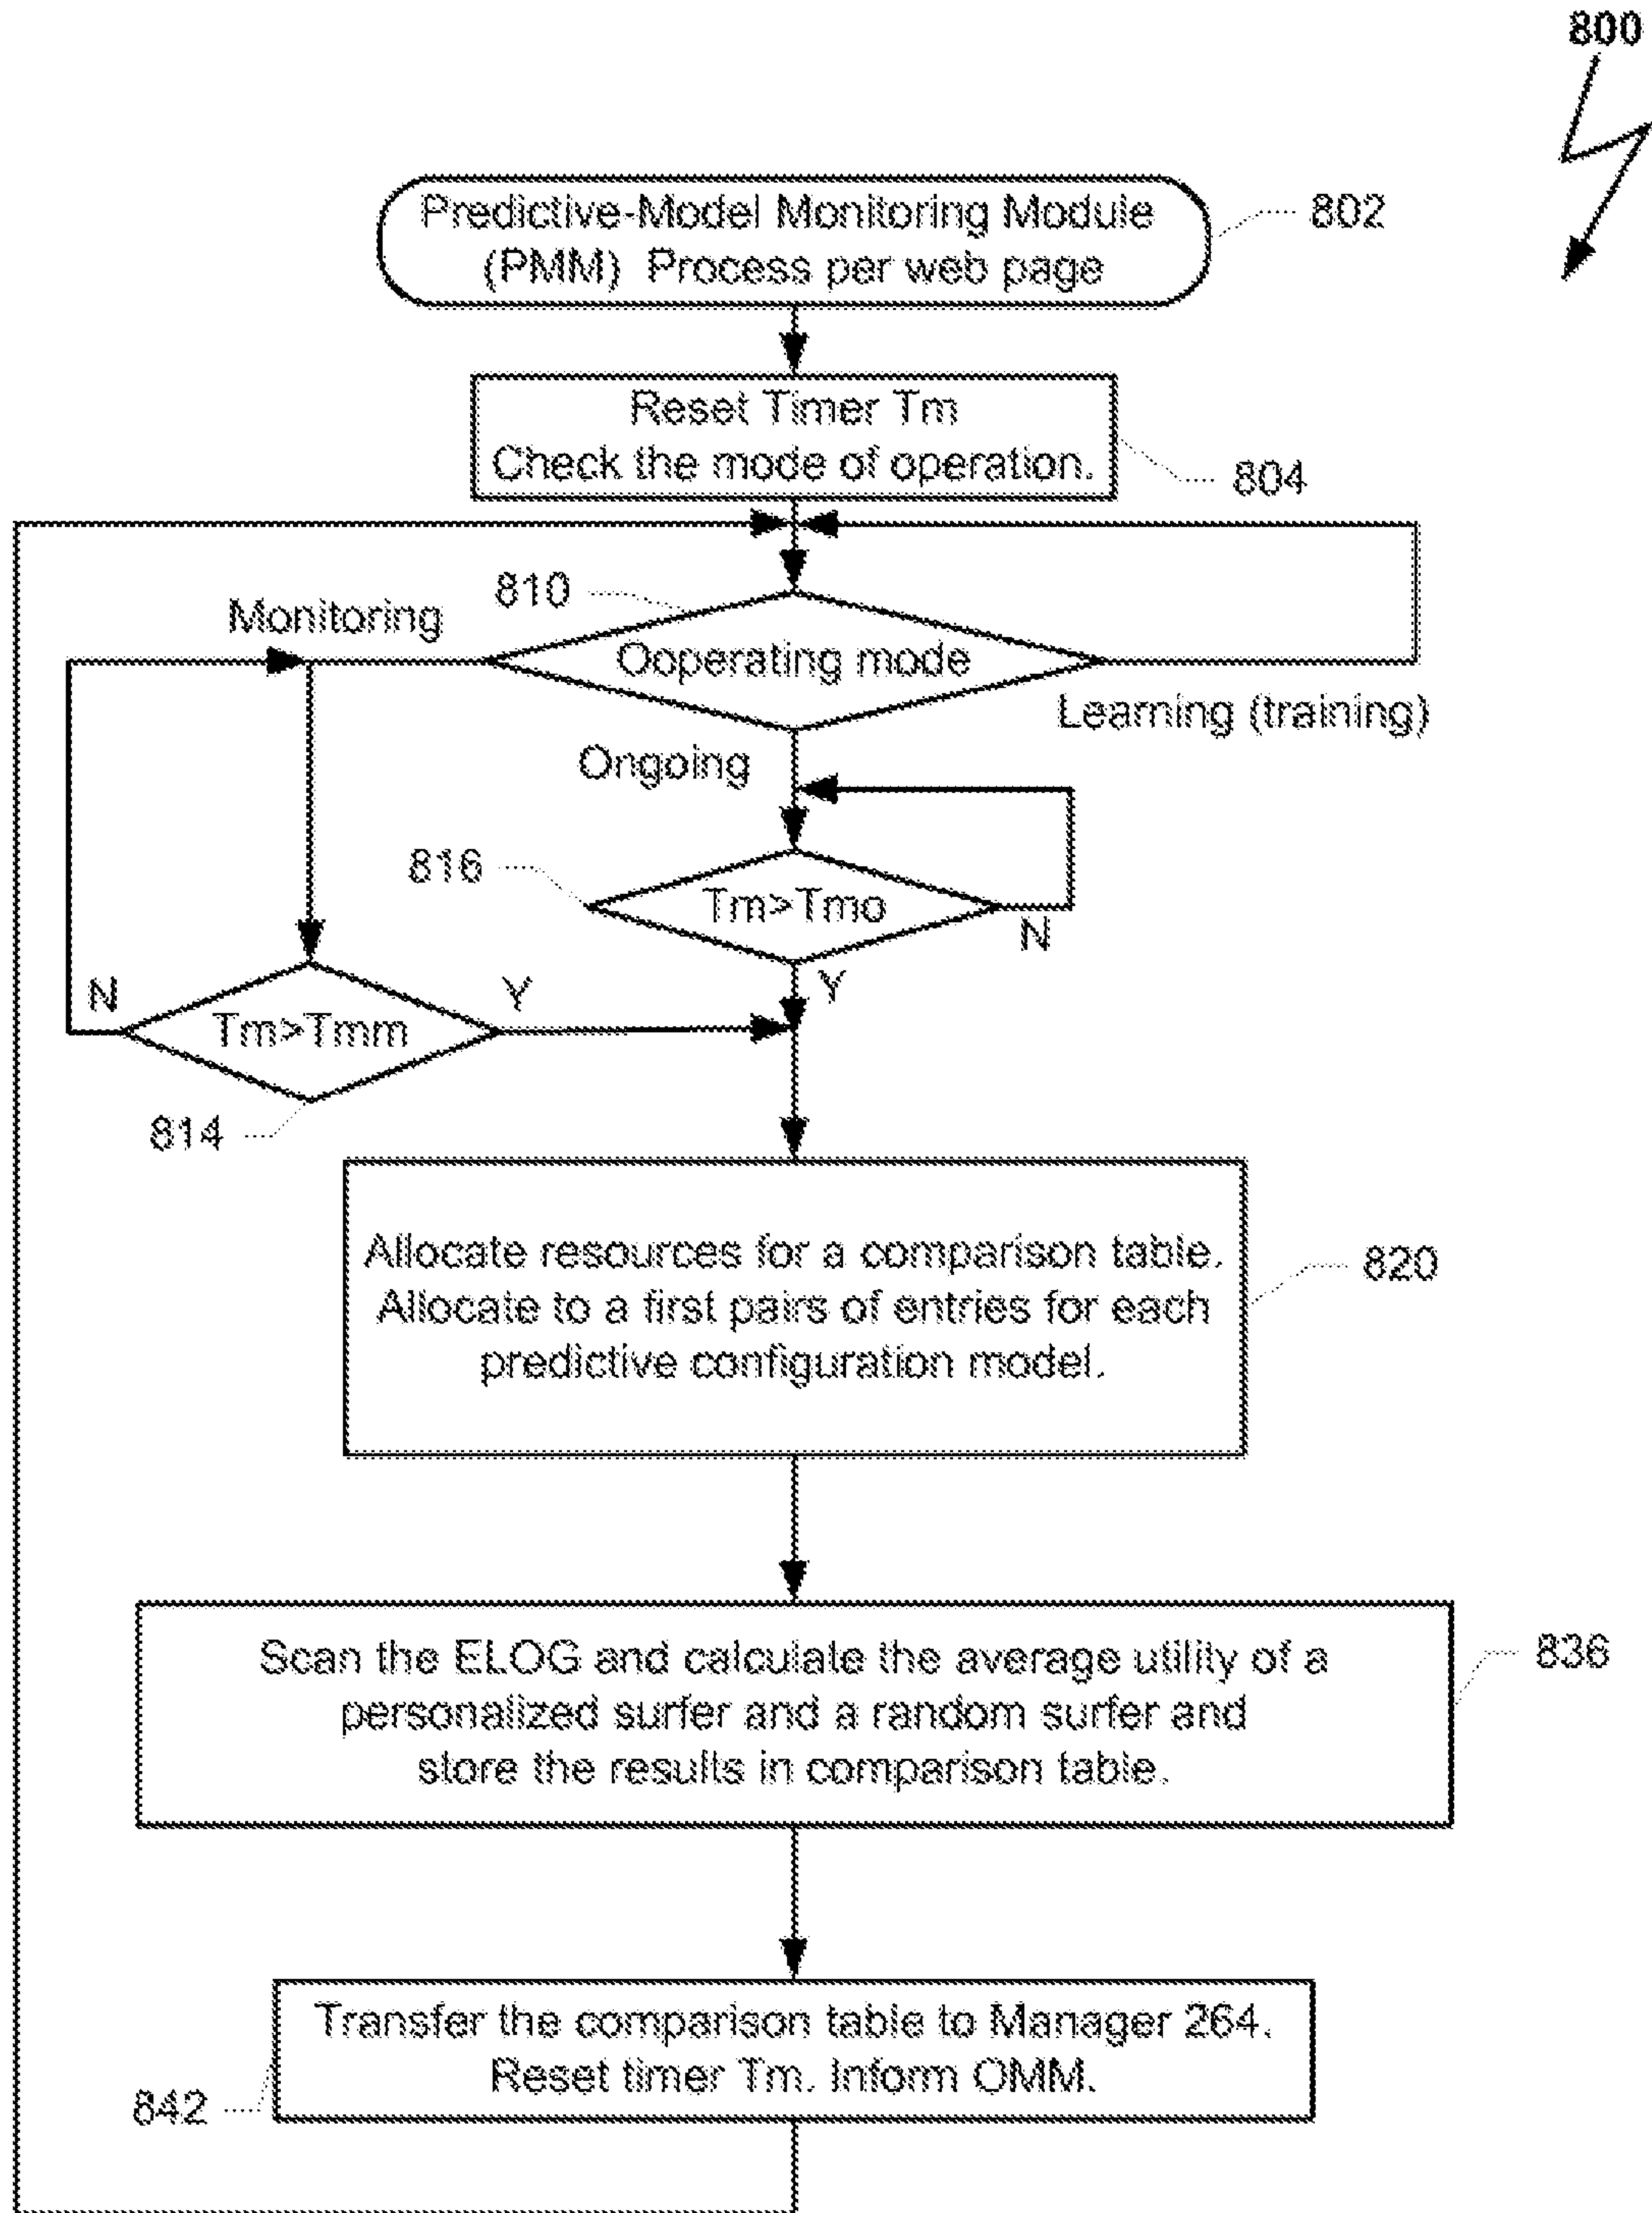 800
Predictive-Model Monitoring Module
(PMM) Process per web page
802
Reset Timer Tm
Check the mode of operation.
804
810
Monitoring
Ooperating mode
Learning (training)
Ongoing
816
Tm>Tmo
N
Y
N
Y
Tm>Tmm
814
Allocate resources for a comparison table.
Allocate to a first pairs of entries for each
predictive configuration model.
820
Scan the ELOG and calculate the average utility of a
personalized surfer and a random surfer and
store the results in comparison table.
836
Transfer the comparison table to Manager 264.
Reset timer Tm. Inform OMM.
842